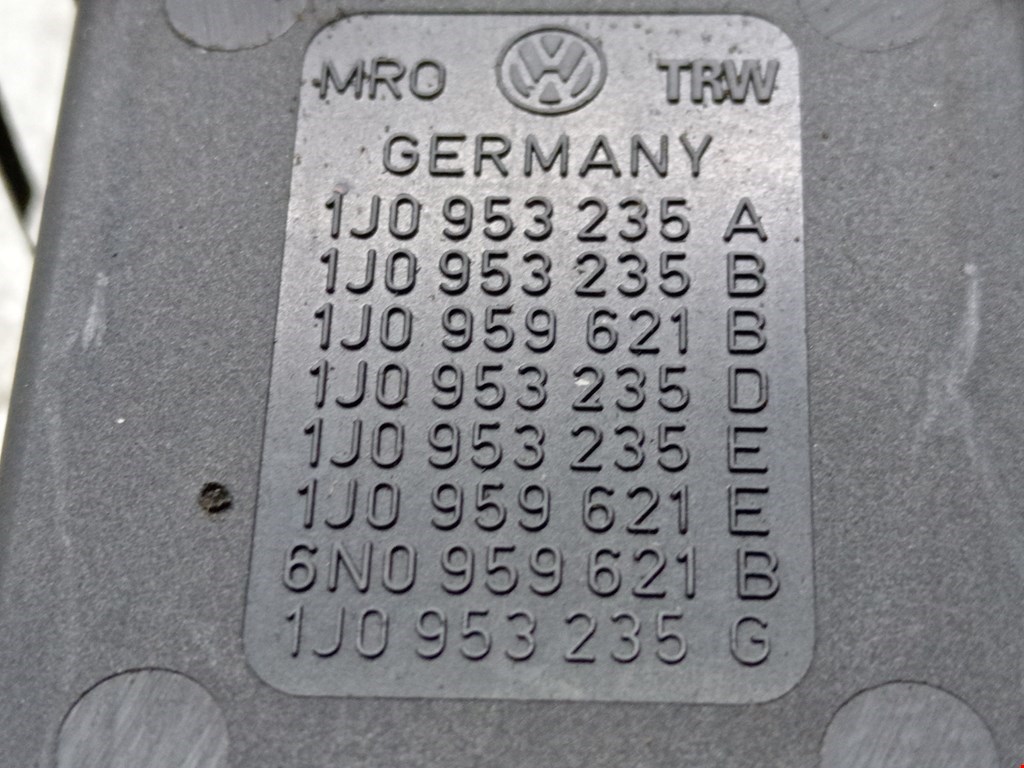 MRO VW TRW
GERMANY
1J0 953 235 A
1J0 953 235 B
1J0 959 621 B
1J0 953 235 D
1J0 953 235 E
1J0 959 621 E
6N0 959 621 B
1J0 953 235 G